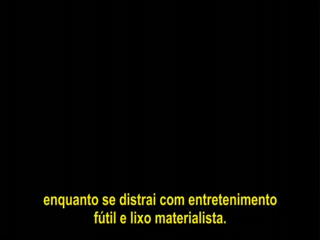 enquanto se distrai com entretenimento
fútil e lixo materialista.